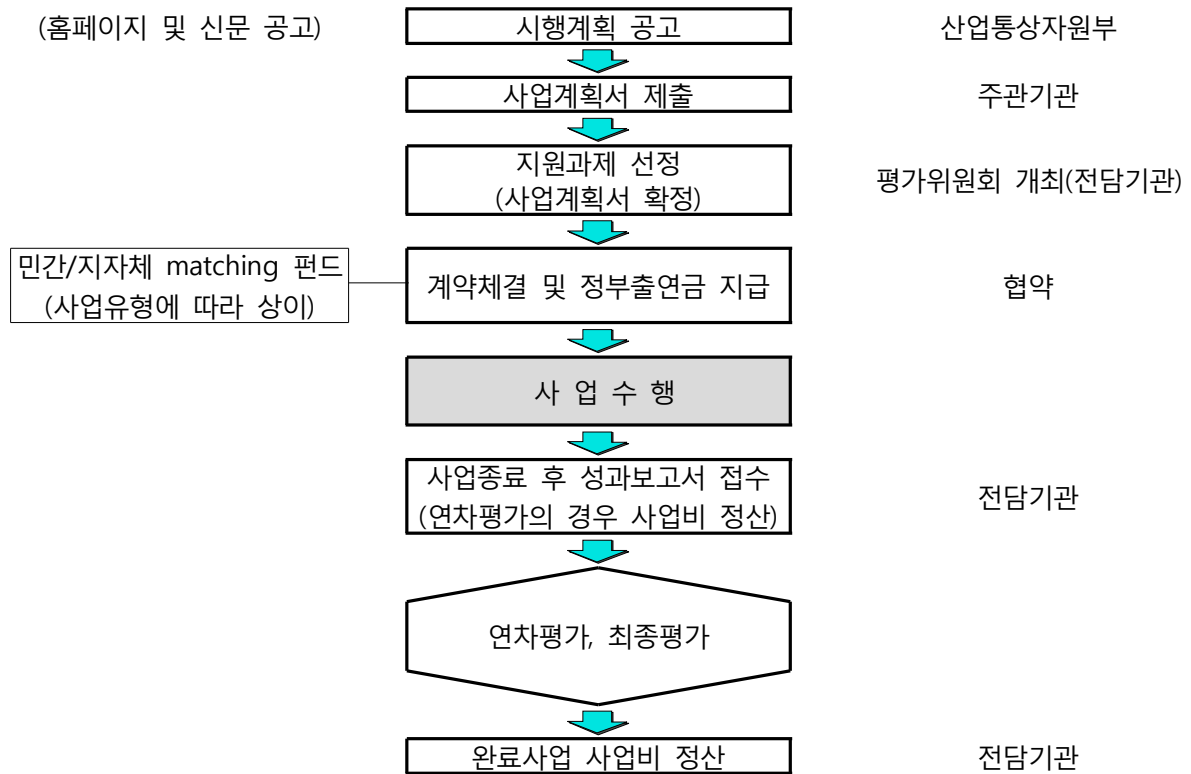 (홈페이지 및 신문 공고)
시행계획 공고
산업통상자원부
사업계획서 제출
주관기관
지원과제 선정
(사업계획서 확정)
평가위원회 개최(전담기관)
민간/지자체 matching 펀드
(사업유형에 따라 상이)
계약체결 및 정부출연금 지급
협약
사 업 수 행
사업종료 후 성과보고서 접수
(연차평가의 경우 사업비 정산)
전담기관
연차평가, 최종평가
완료사업 사업비 정산
전담기관